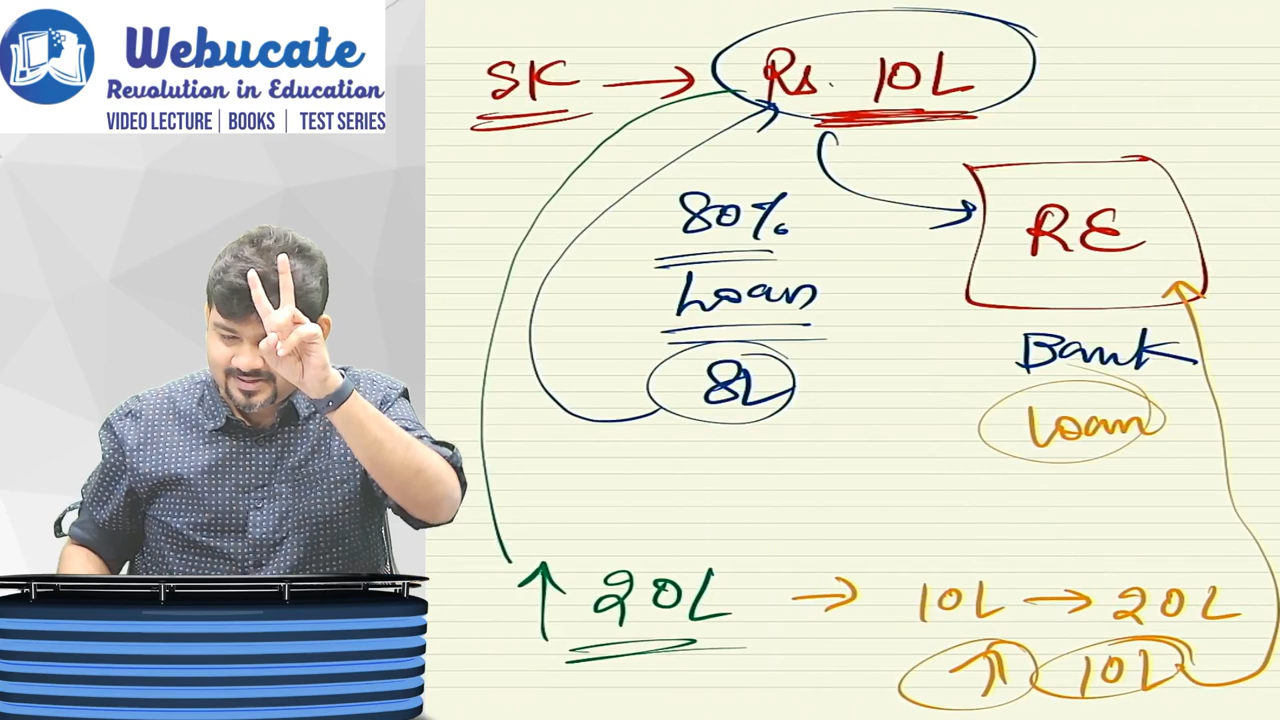 Webucate
Revolution in Education
VIDEO LECTURE | BOOKS | TEST SERIES
SK → Rs. 10L
80%
Loan
8L
RE
Bank
Loan
↑ 20L → 10L → 20L
↑ 10L